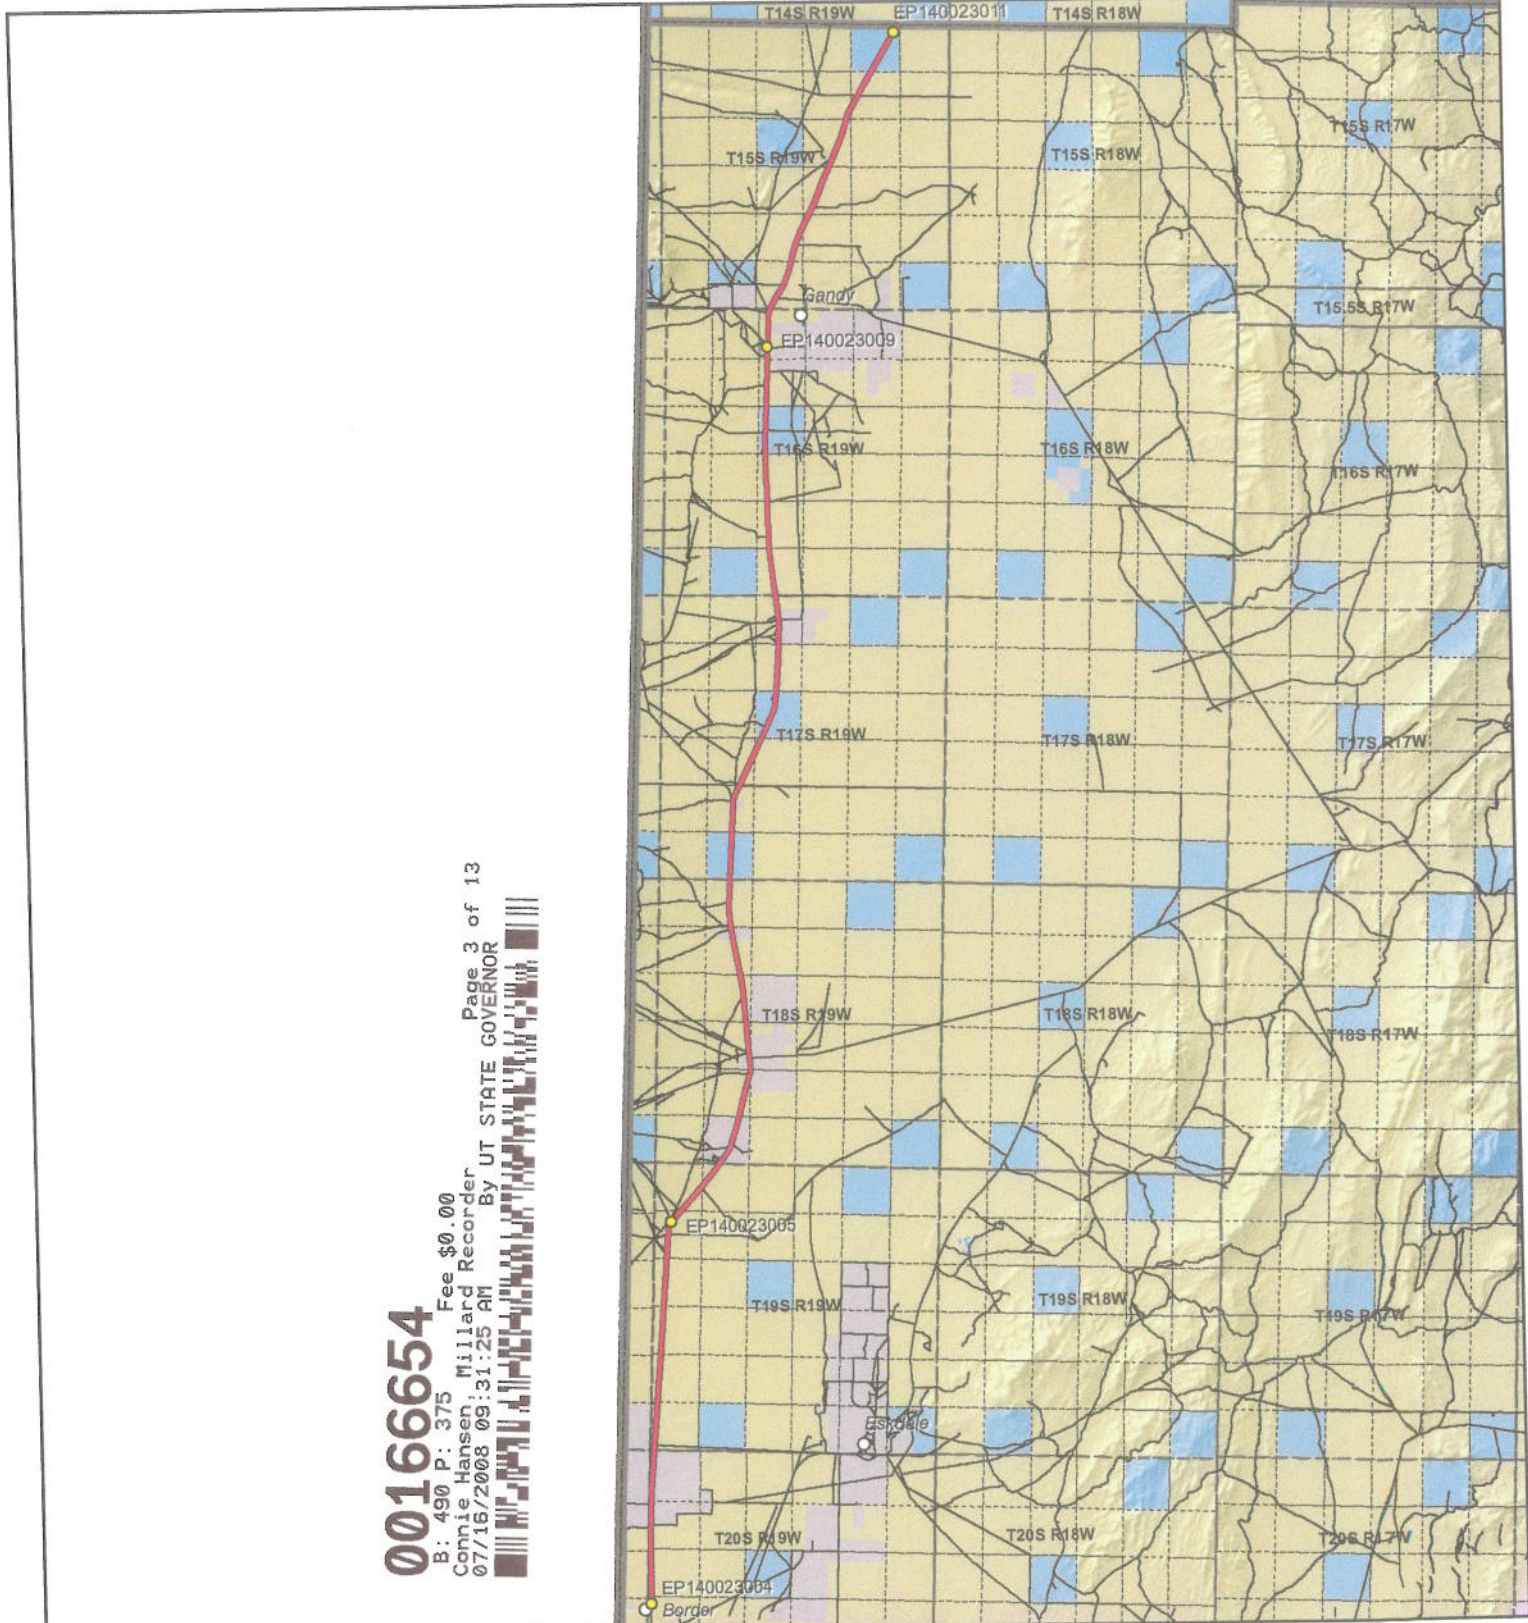 T14S R19W
EP140023011
T14S R18W
T15S R17W
T15S R19W
T15S R18W
Gandy
T15.5S R17W
EP140023009
T16S R19W
T16S R18W
T16S R17W
T17S R19W
T17S R18W
T17S R17W
T18S R19W
T18S R18W
T18S R17W
EP140023005
T19S R19W
T19S R18W
T19S R17W
Eskdale
T20S R19W
T20S R18W
T20S R17W
EP140023004
Border
00166654
B: 490 P: 375 Fee $0.00
Connie Hansen, Millard Recorder Page 3 of 13
07/16/2008 09:31:25 AM By UT STATE GOVERNOR